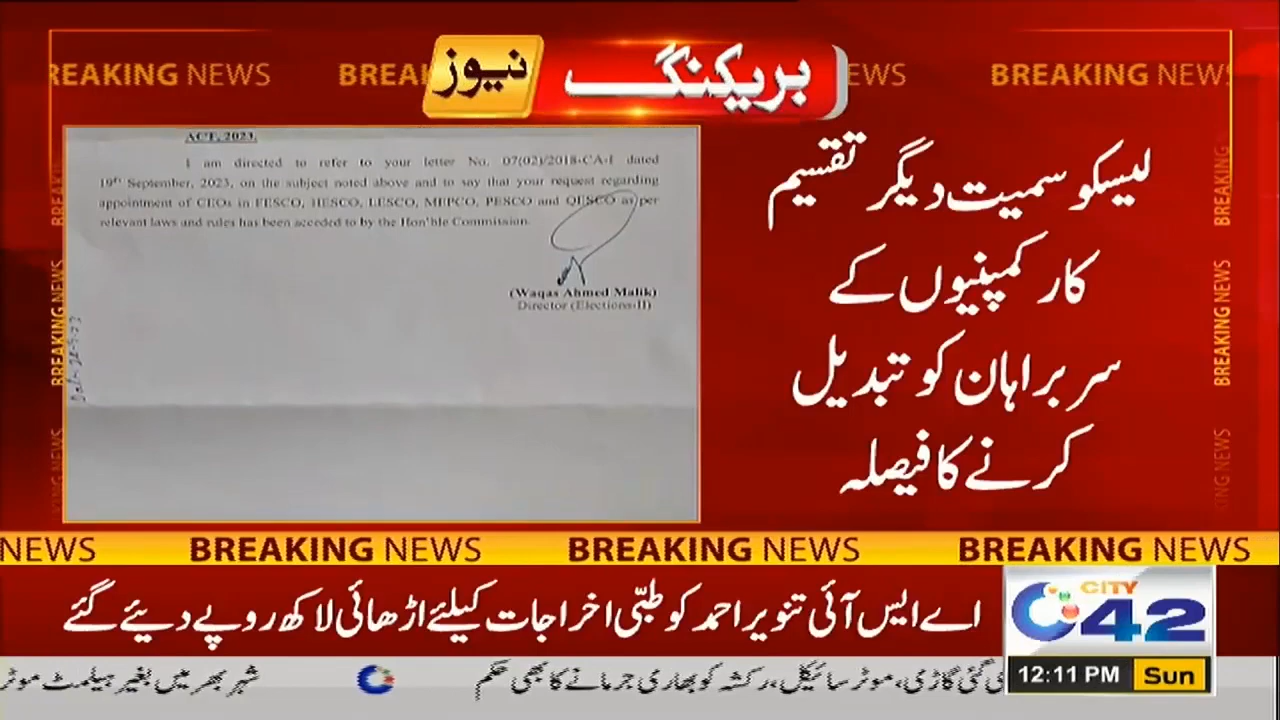 REAKING NEWS
BREAKING NEWS
بریکنگ نیوز
ACT, 2023.
I am directed to refer to your letter No. 07(02)/2018-CA-I dated
19th September, 2023, on the subject noted above and to say that your request regarding
appointment of CEOs in FESCO, HESCO, LESCO, MEPCO, PESCO and QESCO as per
relevant laws and rules has been acceded to by the Hon'ble Commission.
(Waqas Ahmed Malik)
Director (Elections-II)
لیسکو سمیت دیگر تقسیم
کار کمپنیوں کے
سربراہان کو تبدیل
کرنے کا فیصلہ
NEWS BREAKING NEWS BREAKING NEWS BREAKING NEWS
اے ایس آئی تنویر احمد کو طبّی اخراجات کیلئے اڑھائی لاکھ روپے دیئے گئے
CITY
42
گئی گاڑی، موٹر سائیکل، رکشہ کو بھاری جرمانے کا بھی حکم
شہر بھر میں بغیر ہیلمٹ موٹر
12:11 PM Sun